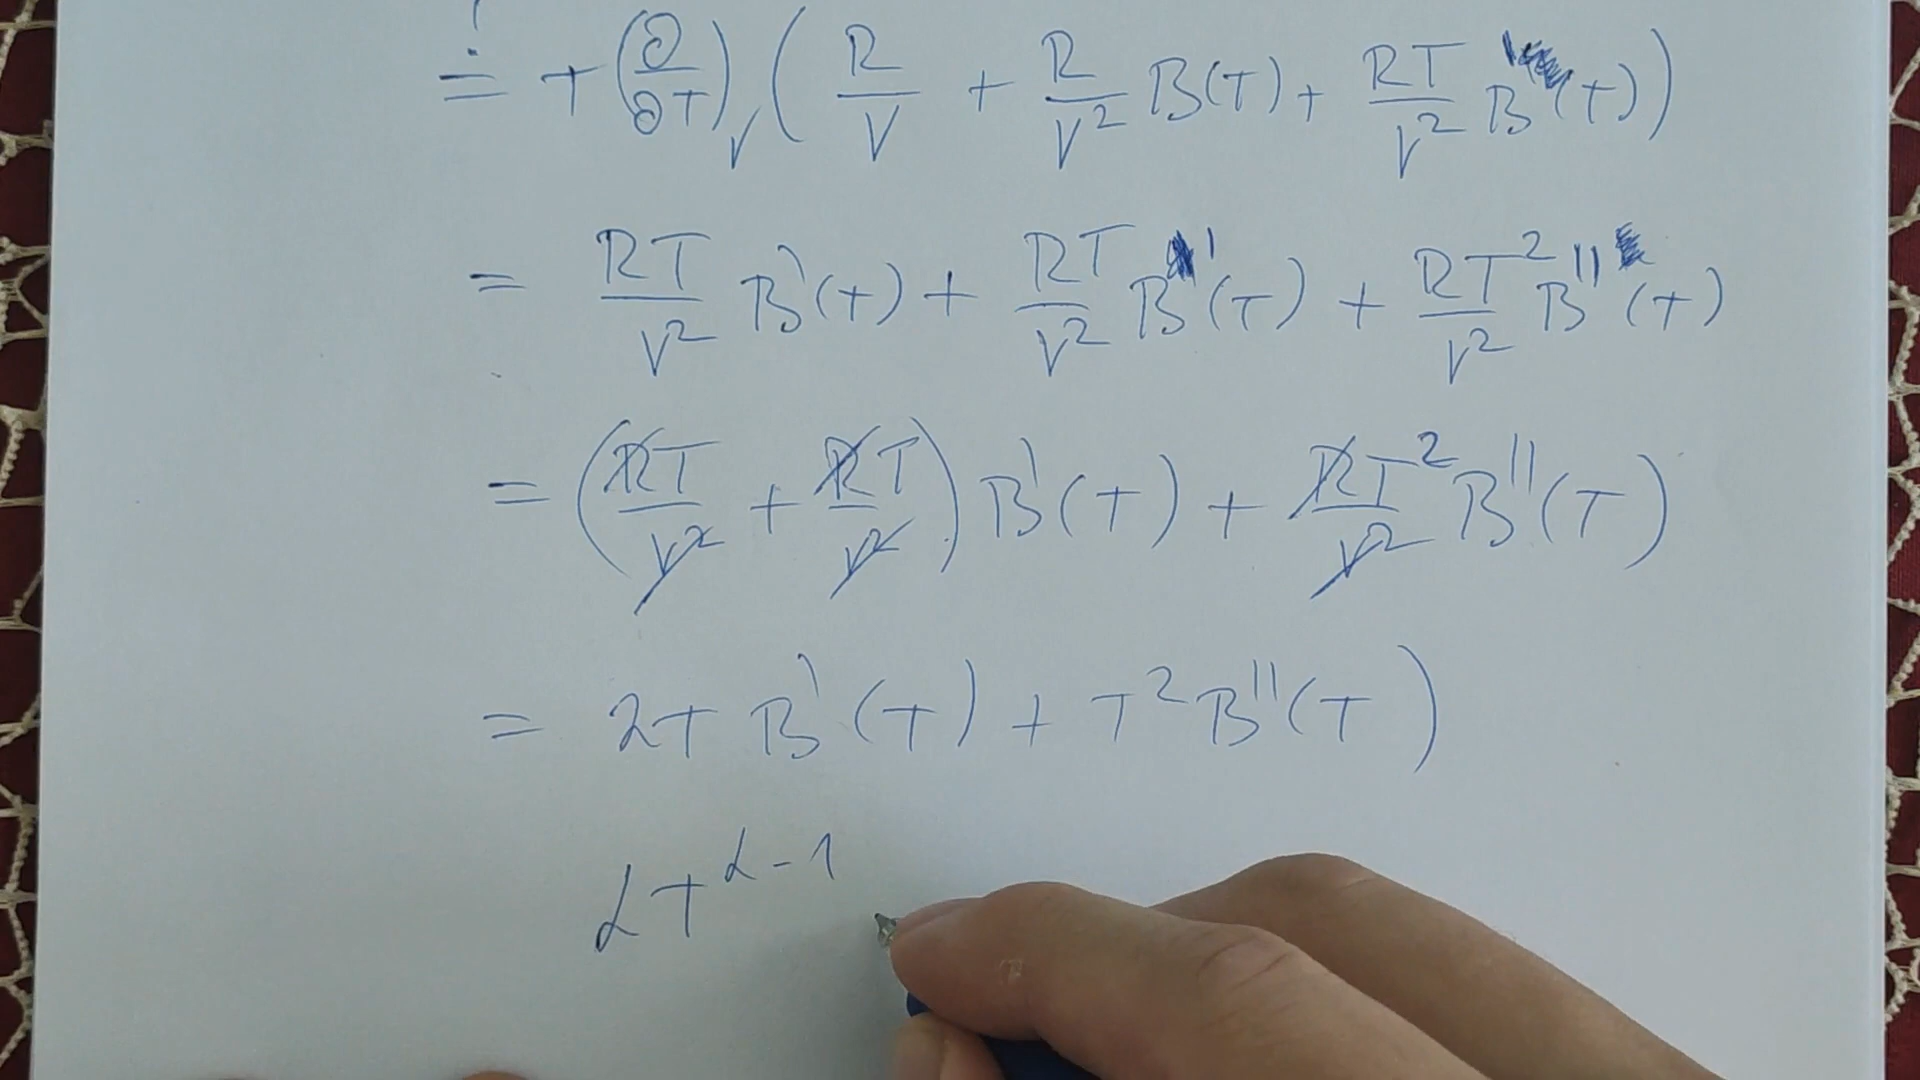 ! = T (∂/∂T)_V ( R/V + R/V² B(T) + RT/V² B'(T) )
= RT/V² B'(T) + RT/V² B'(T) + RT²/V² B''(T)
= ( RT/V² + RT/V² ) B'(T) + RT²/V² B''(T)
= 2T B'(T) + T² B''(T)
αT^(α-1)